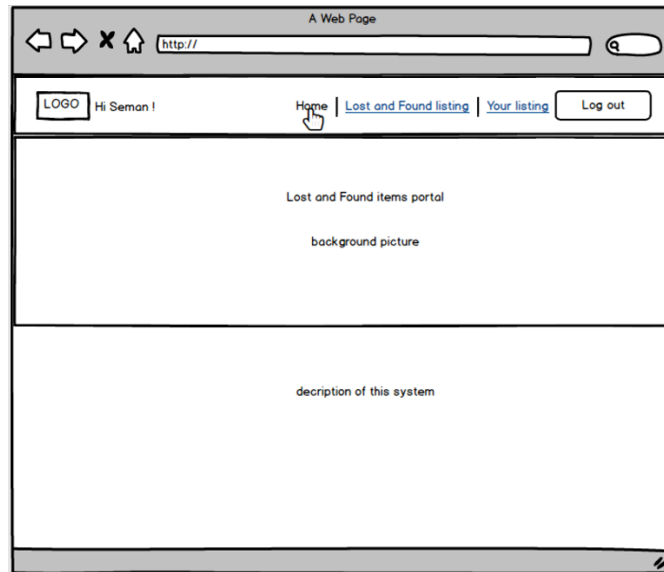 A Web Page
http://
LOGO Hi Seman ! Home Lost and Found listing Your listing Log out
Lost and Found items portal
background picture
decription of this system